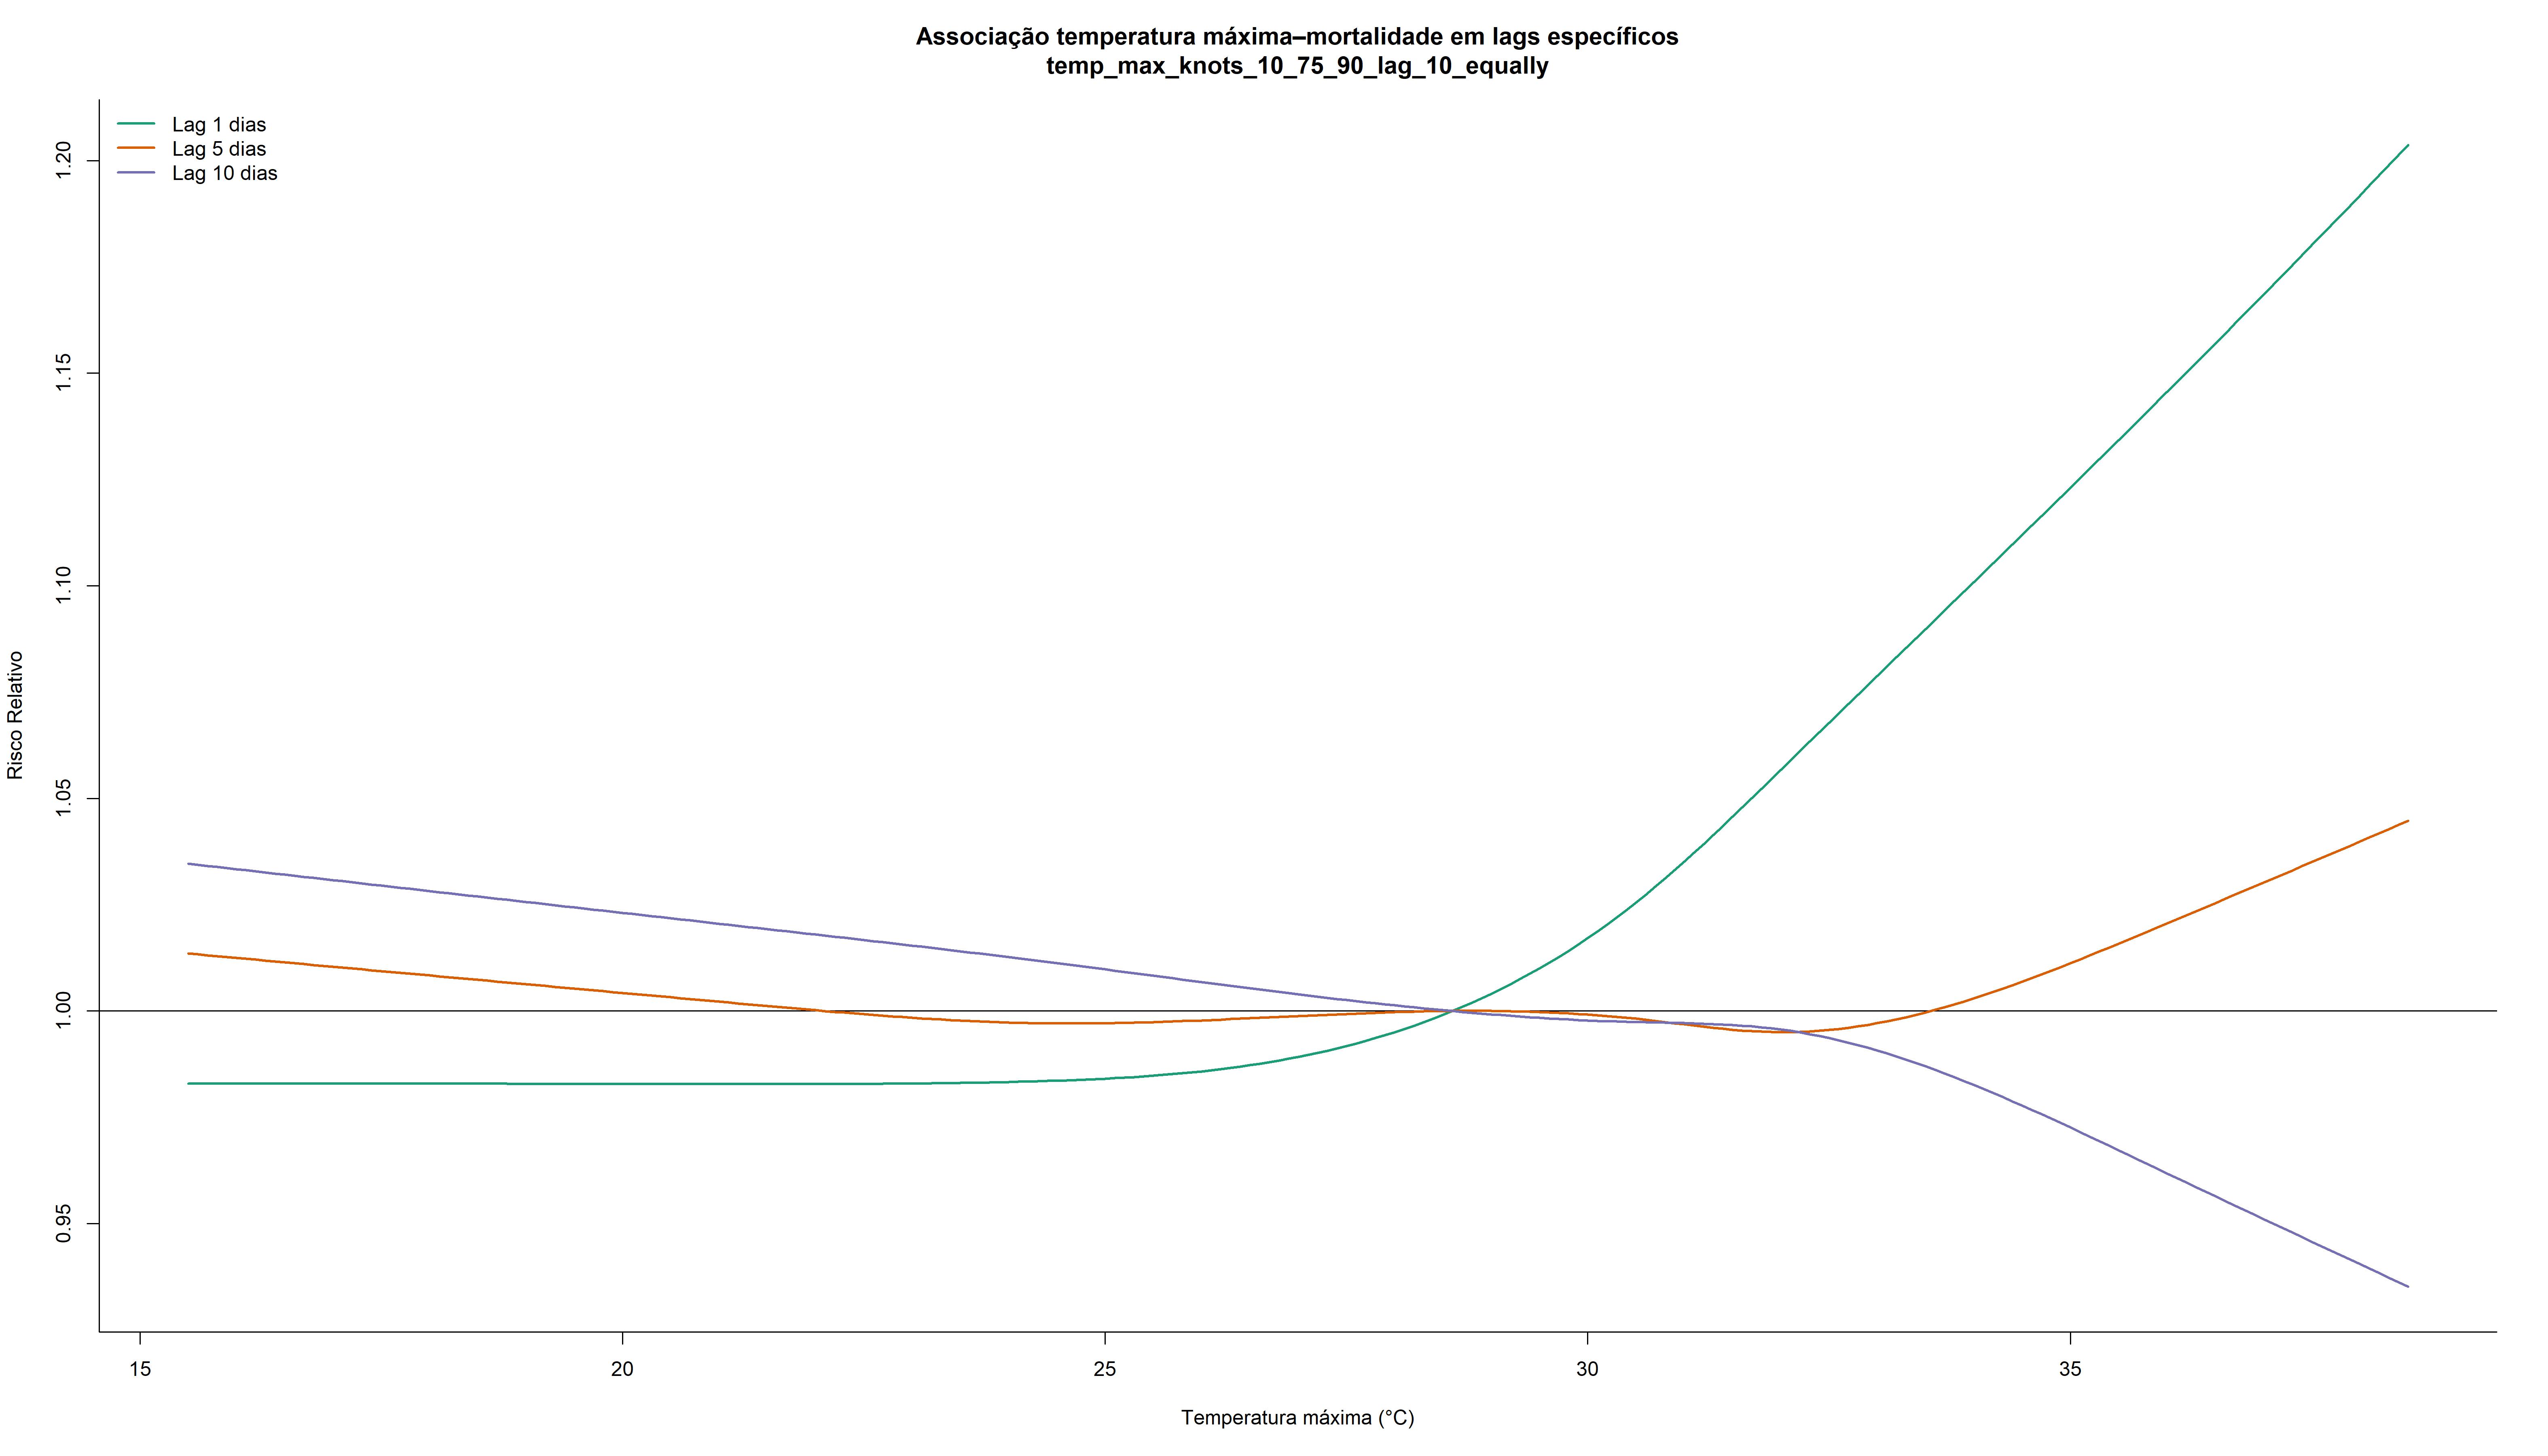 Associação temperatura máxima–mortalidade em lags específicos
temp_max_knots_10_75_90_lag_10_equally
Lag 1 dias
Lag 5 dias
Lag 10 dias
Risco Relativo
1.20
1.15
1.10
1.05
1.00
0.95
15 20 25 30 35
Temperatura máxima (°C)